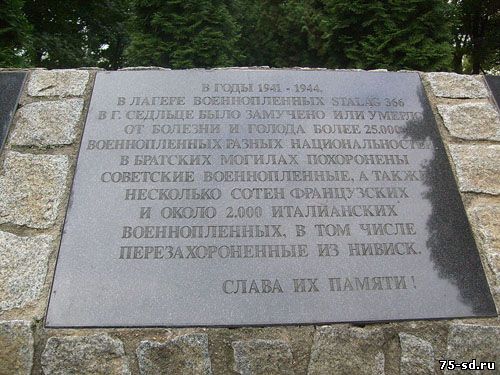 В ГОДЫ 1941 - 1944.
В ЛАГЕРЕ ВОЕННОПЛЕННЫХ STALAG 366
В Г. СЕДЛЬЦЕ БЫЛО ЗАМУЧЕНО ИЛИ УМЕРЛО
ОТ БОЛЕЗНИ И ГОЛОДА БОЛЕЕ 25.000
ВОЕННОПЛЕННЫХ РАЗНЫХ НАЦИОНАЛЬНОСТЕЙ
В БРАТСКИХ МОГИЛАХ ПОХОРОНЕНЫ
СОВЕТСКИЕ ВОЕННОПЛЕННЫЕ, А ТАКЖЕ
НЕСКОЛЬКО СОТЕН ФРАНЦУЗСКИХ
И ОКОЛО 2.000 ИТАЛИАНСКИХ
ВОЕННОПЛЕННЫХ, В ТОМ ЧИСЛЕ
ПЕРЕЗАХОРОНЕННЫЕ ИЗ НИВИСК.
СЛАВА ИХ ПАМЯТИ!
75-sd.ru